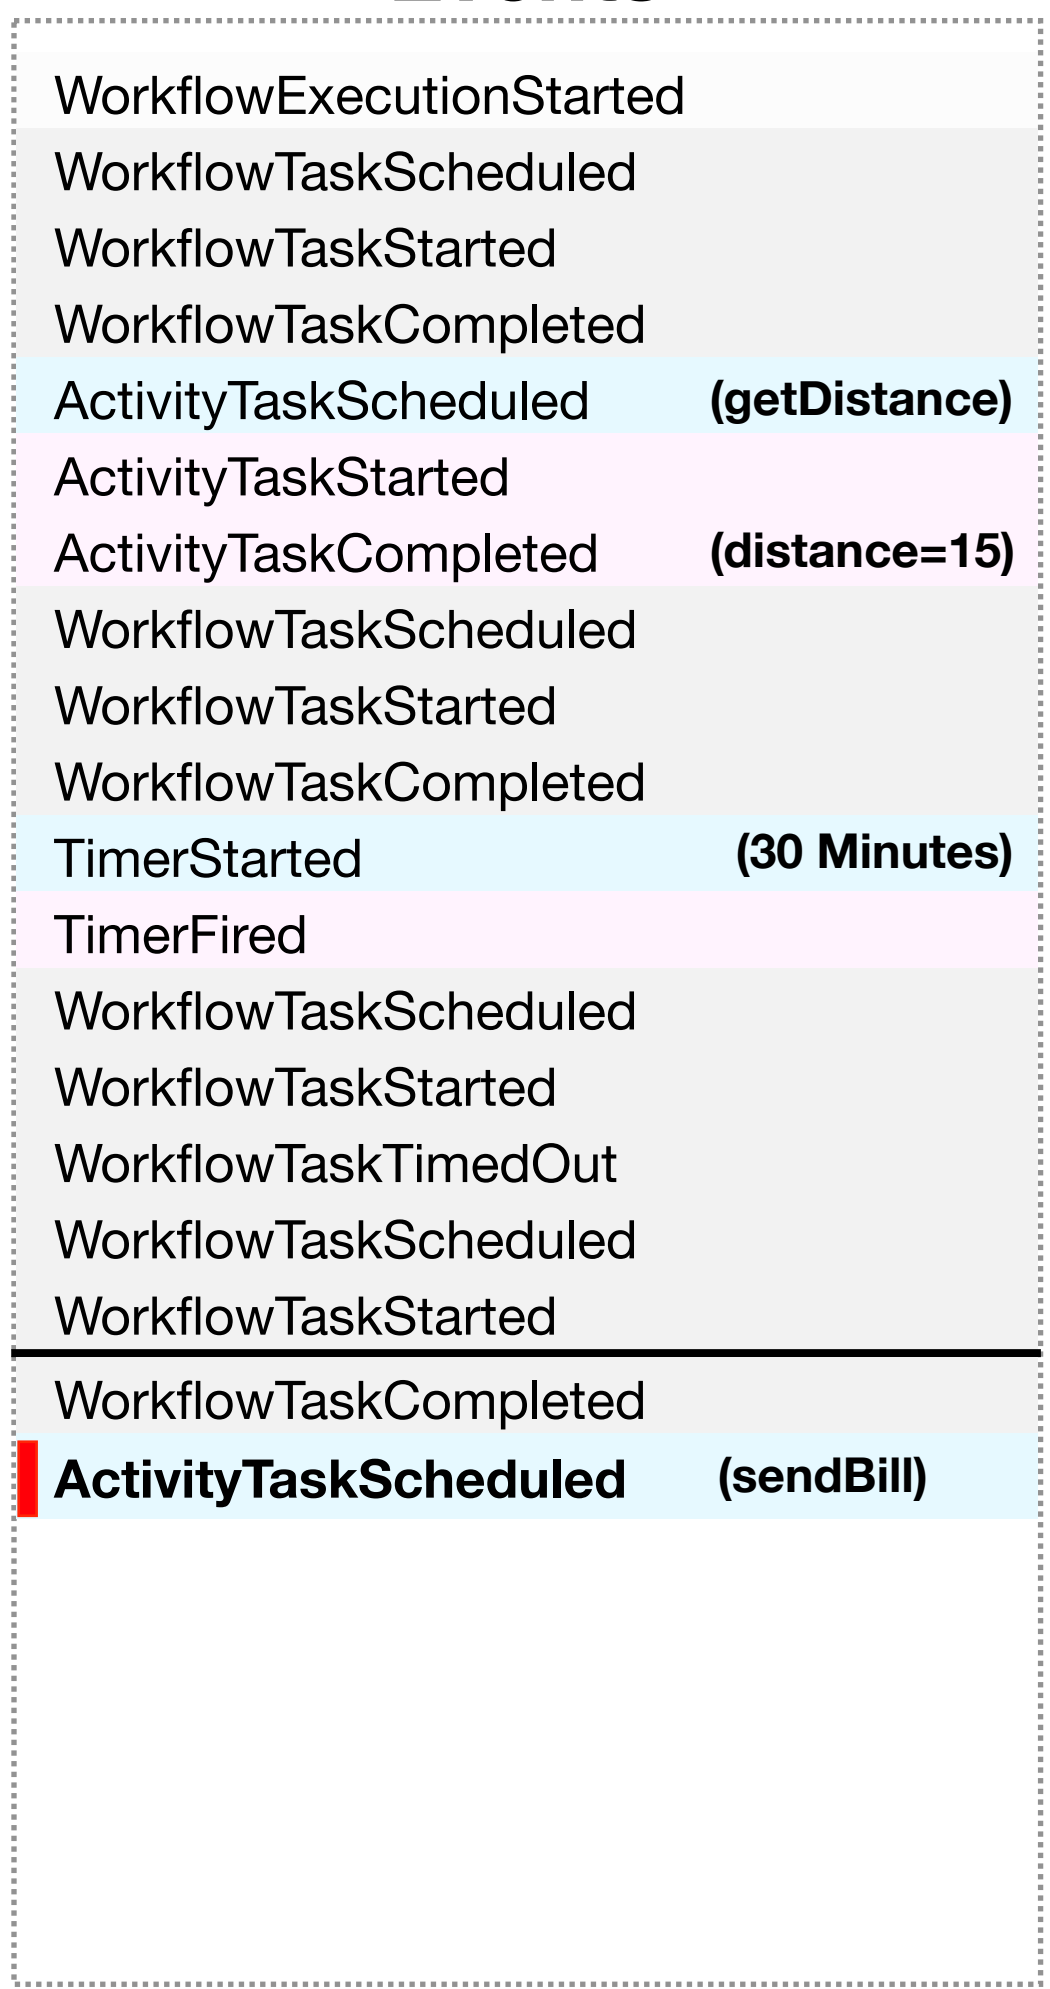 WorkflowExecutionStarted
WorkflowTaskScheduled
WorkflowTaskStarted
WorkflowTaskCompleted
ActivityTaskScheduled (getDistance)
ActivityTaskStarted
ActivityTaskCompleted (distance=15)
WorkflowTaskScheduled
WorkflowTaskStarted
WorkflowTaskCompleted
TimerStarted (30 Minutes)
TimerFired
WorkflowTaskScheduled
WorkflowTaskStarted
WorkflowTaskTimedOut
WorkflowTaskScheduled
WorkflowTaskStarted
WorkflowTaskCompleted
ActivityTaskScheduled (sendBill)